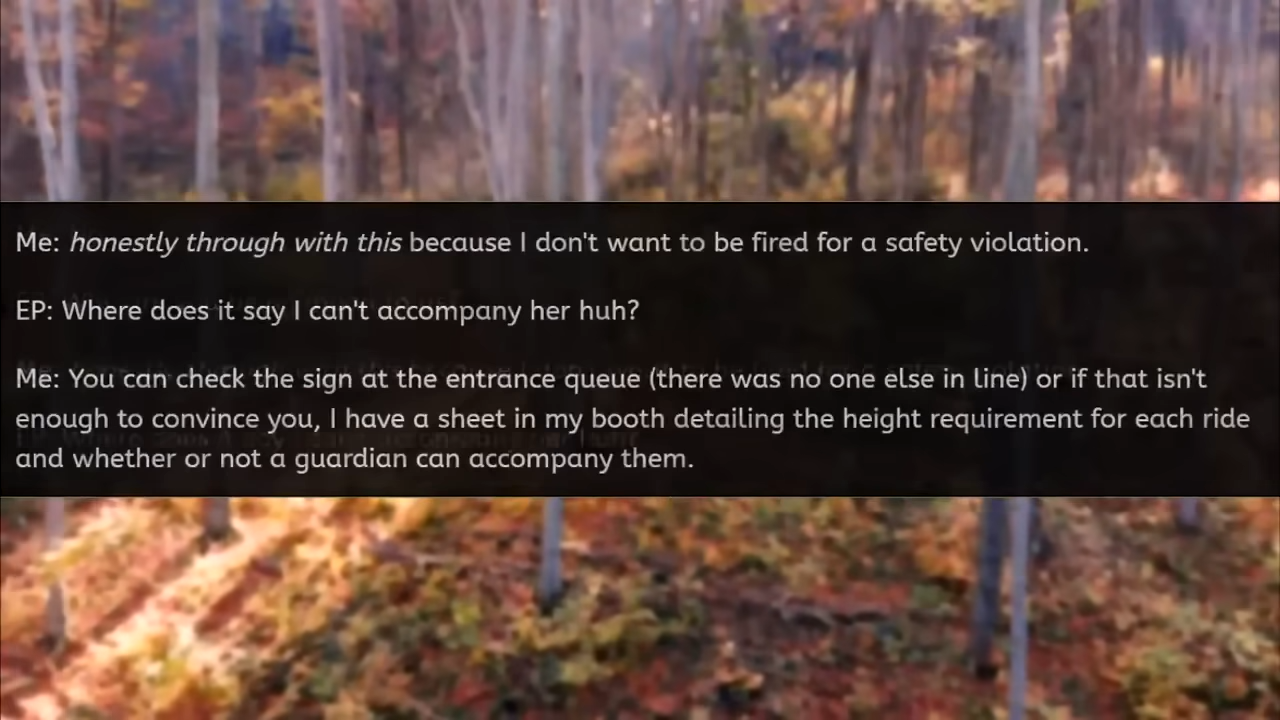 Me: honestly through with this because I don't want to be fired for a safety violation.
EP: Where does it say I can't accompany her huh?
Me: You can check the sign at the entrance queue (there was no one else in line) or if that isn't
enough to convince you, I have a sheet in my booth detailing the height requirement for each ride
and whether or not a guardian can accompany them.